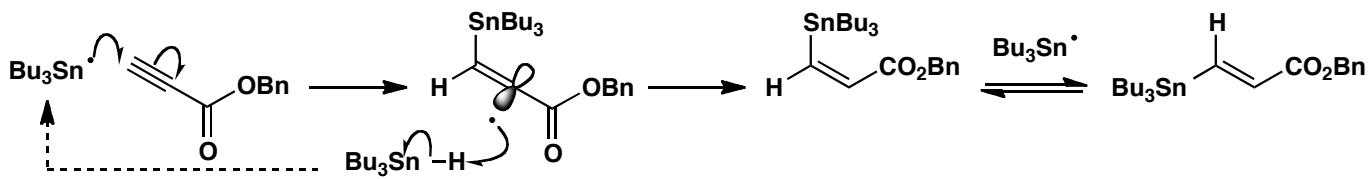 Bu3Sn•
OBn
O
SnBu3
H
•
OBn
O
Bu3Sn–H
SnBu3
H
CO2Bn
Bu3Sn•
H
Bu3Sn
CO2Bn